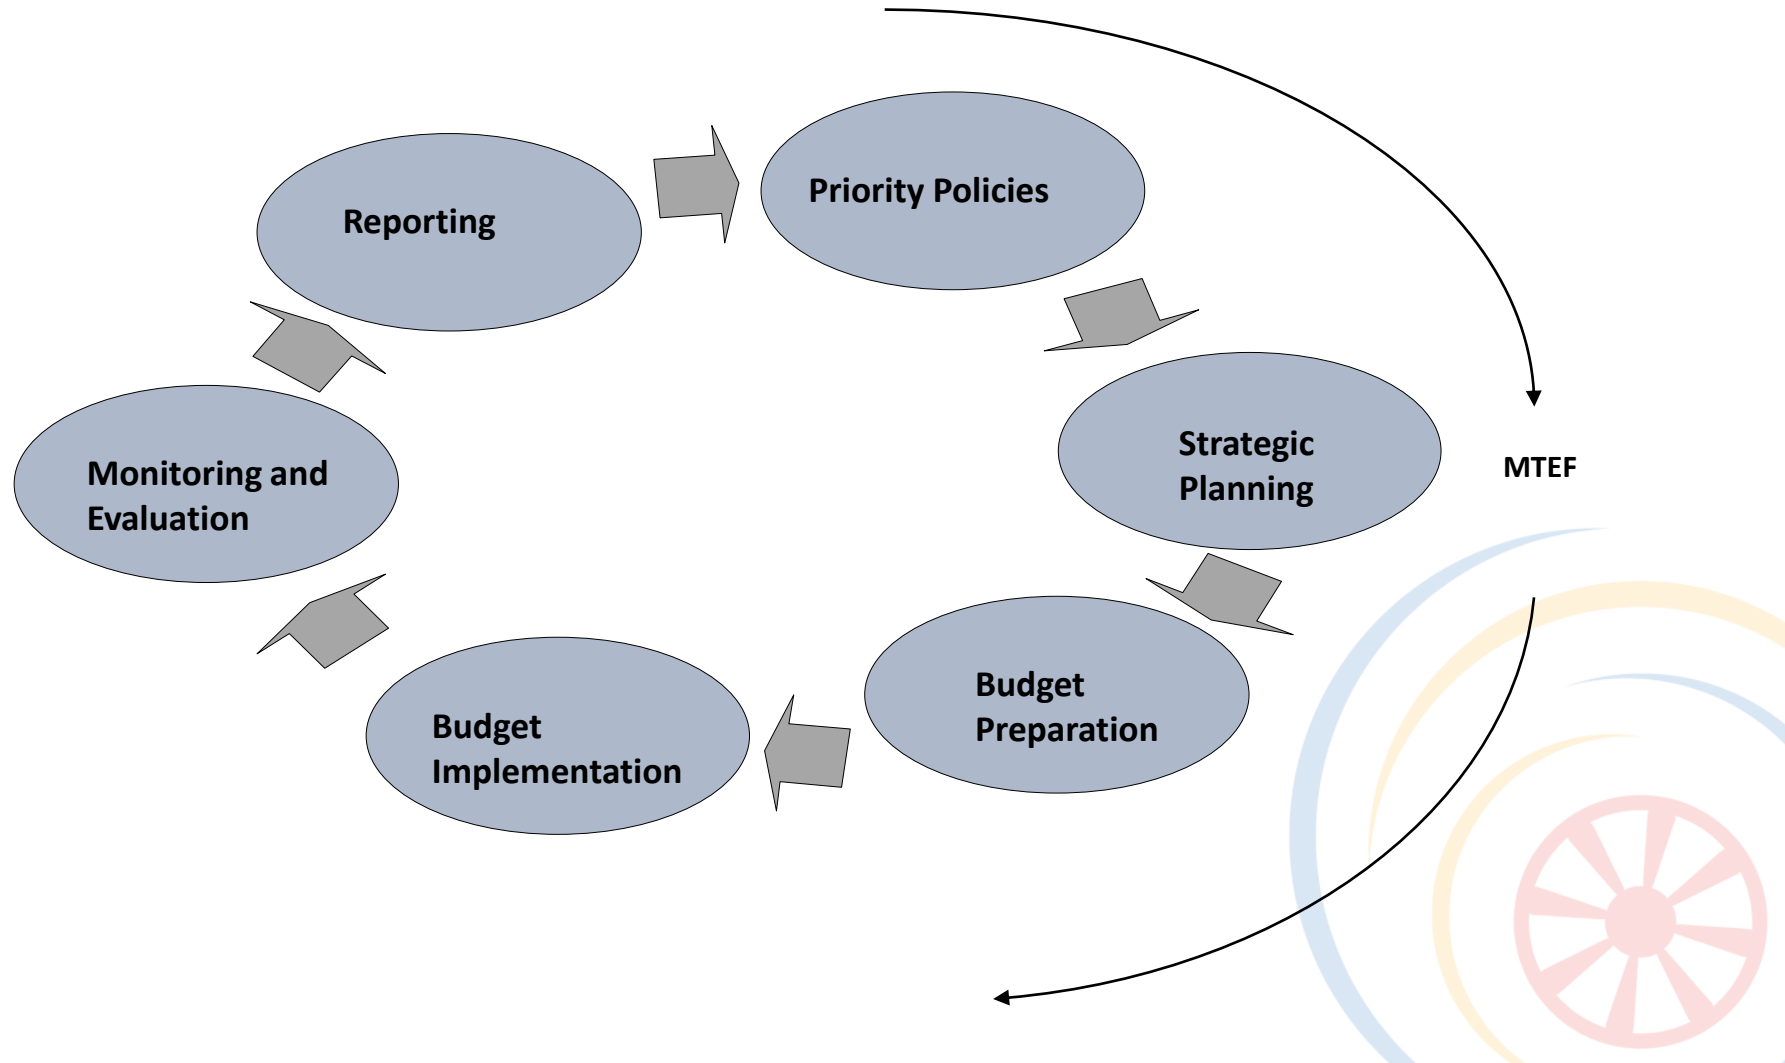 Priority Policies
Reporting
Strategic
Planning
MTEF
Monitoring and
Evaluation
Budget
Preparation
Budget
Implementation